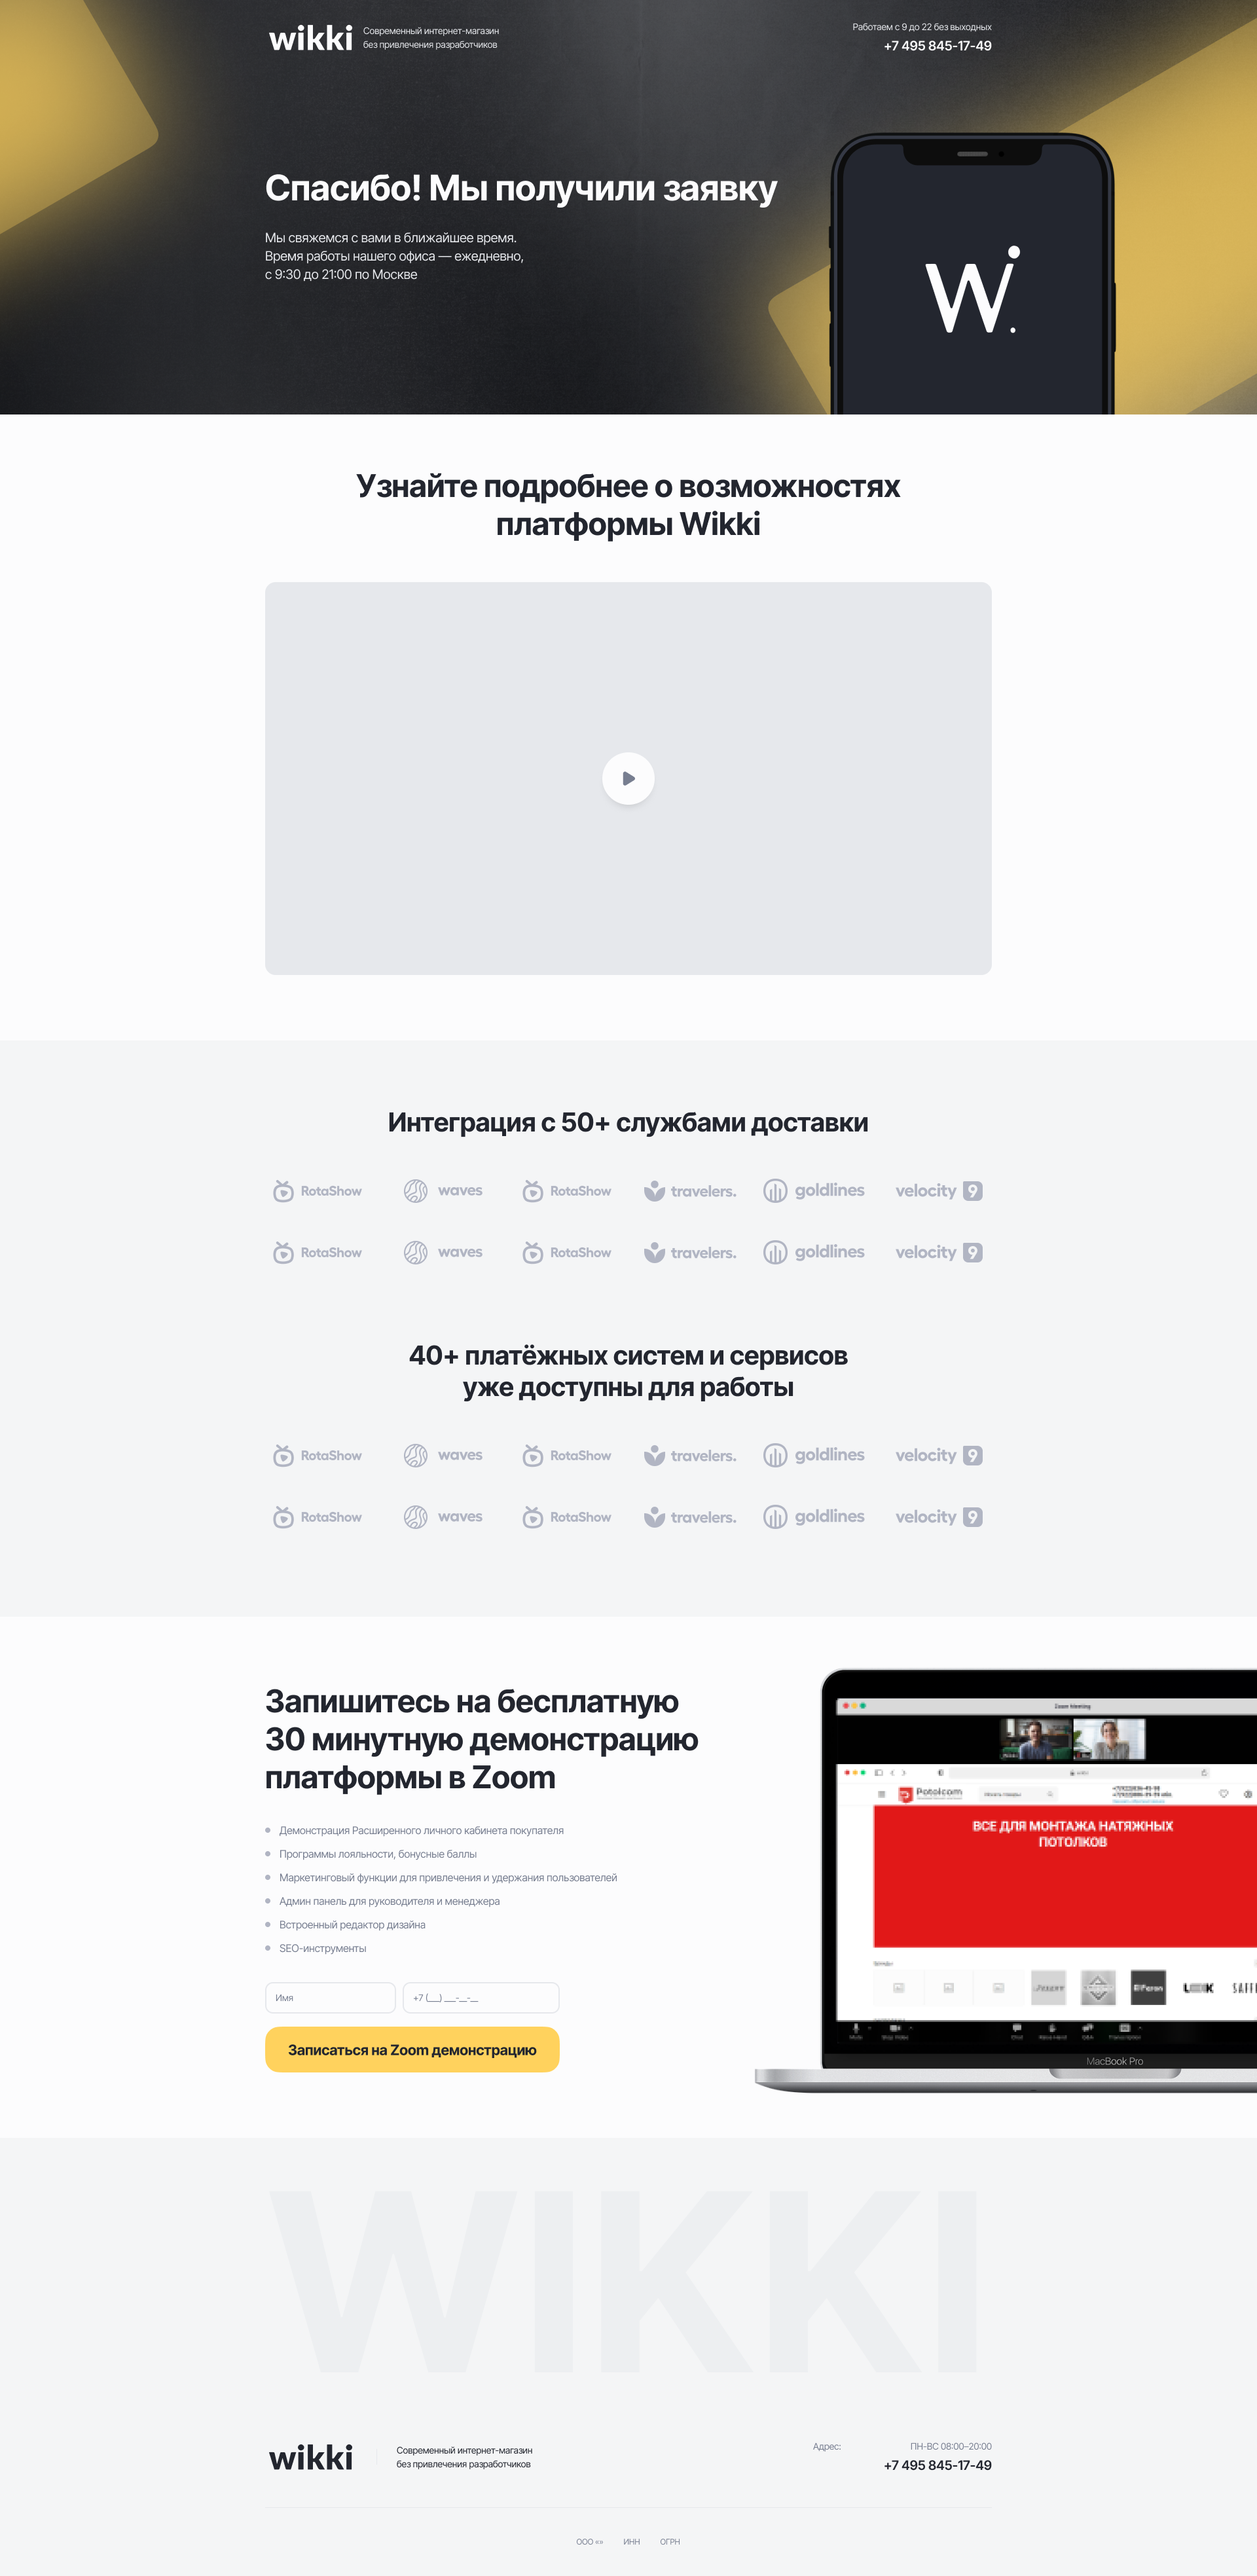 wikki
Современный интернет-магазин
без привлечения разработчиков
Работаем с 9 до 22 без выходных
+7 495 845-17-49
Спасибо! Мы получили заявку
Мы свяжемся с вами в ближайшее время.
Время работы нашего офиса — ежедневно,
с 9:30 до 21:00 по Москве
W
Узнайте подробнее о возможностях
платформы Wikki
Интеграция с 50+ службами доставки
RotaShow waves RotaShow travelers. goldlines velocity 9
RotaShow waves RotaShow travelers. goldlines velocity 9
40+ платёжных систем и сервисов
уже доступны для работы
RotaShow waves RotaShow travelers. goldlines velocity 9
RotaShow waves RotaShow travelers. goldlines velocity 9
Запишитесь на бесплатную
30 минутную демонстрацию
платформы в Zoom
Демонстрация Расширенного личного кабинета покупателя
Программы лояльности, бонусные баллы
Маркетинговый функции для привлечения и удержания пользователей
Админ панель для руководителя и менеджера
Встроенный редактор дизайна
SEO-инструменты
Имя
+7 (___) ___-__-__
Записаться на Zoom демонстрацию
Zoom Meeting
Potolcom
ВСЕ ДЛЯ МОНТАЖА НАТЯЖНЫХ
ПОТОЛКОВ
MacBook Pro
WIKKI
wikki
Современный интернет-магазин
без привлечения разработчиков
Адрес:
ПН-ВС 08:00–20:00
+7 495 845-17-49
ООО «» ИНН ОГРН